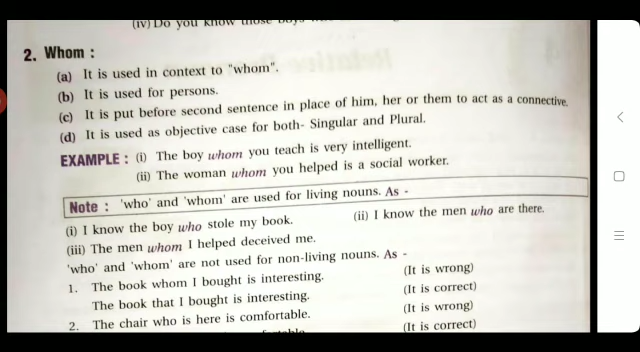 (iv) Do you know those boys
2. Whom :
(a) It is used in context to "whom".
(b) It is used for persons.
(c) It is put before second sentence in place of him, her or them to act as a connective.
(d) It is used as objective case for both- Singular and Plural.
EXAMPLE : (i) The boy whom you teach is very intelligent.
(ii) The woman whom you helped is a social worker.
Note : 'who' and 'whom' are used for living nouns. As -
(i) I know the boy who stole my book. (ii) I know the men who are there.
(iii) The men whom I helped deceived me.
'who' and 'whom' are not used for non-living nouns. As -
1. The book whom I bought is interesting. (It is wrong)
The book that I bought is interesting. (It is correct)
2. The chair who is here is comfortable. (It is wrong)
(It is correct)